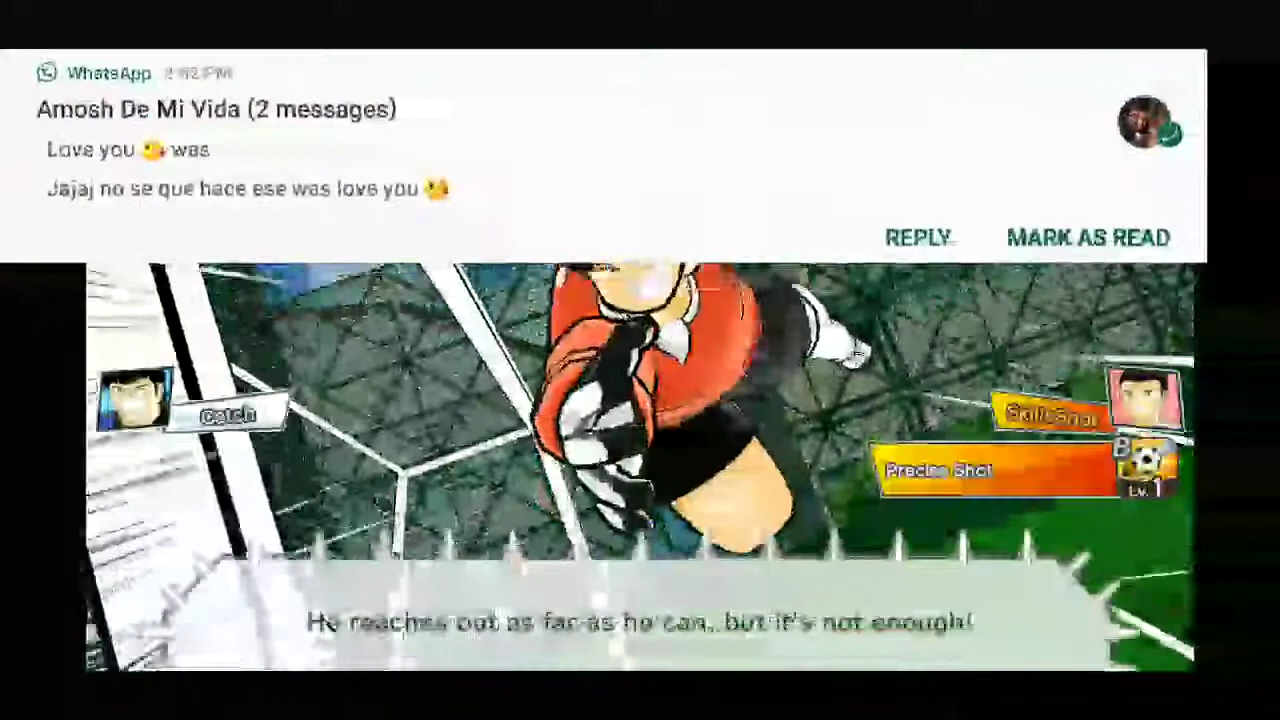 WhatsApp
Amosh De Mi Vida (2 messages)
Love you 😘 was
Jajaj no se que hace ese was love you 😘
REPLY MARK AS READ
Catch
Precise Shot
B
Lv. 1
He reaches out as far as he can, but it's not enough!